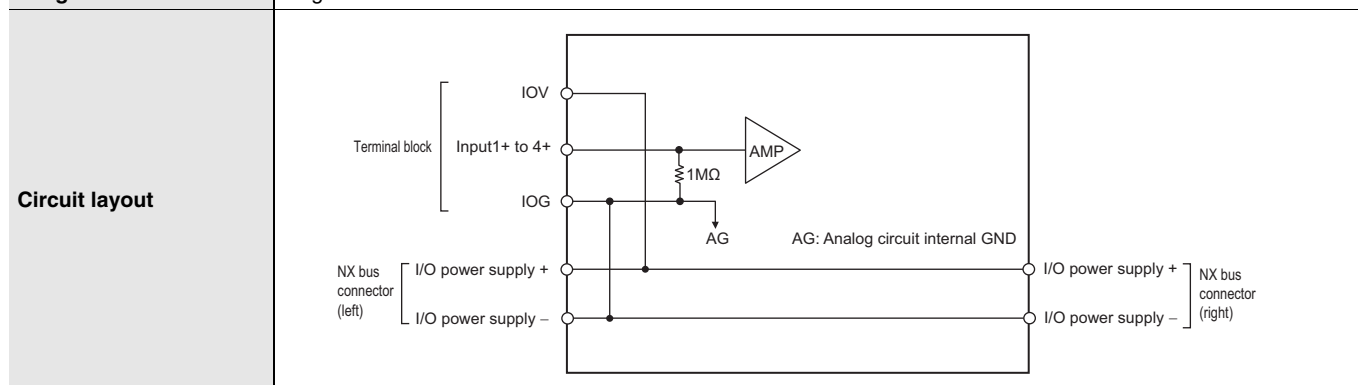 Circuit layout
IOV
Terminal block
Input1+ to 4+
AMP
1MΩ
IOG
AG
AG: Analog circuit internal GND
NX bus
connector
(left)
I/O power supply +
I/O power supply −
I/O power supply +
I/O power supply −
NX bus
connector
(right)